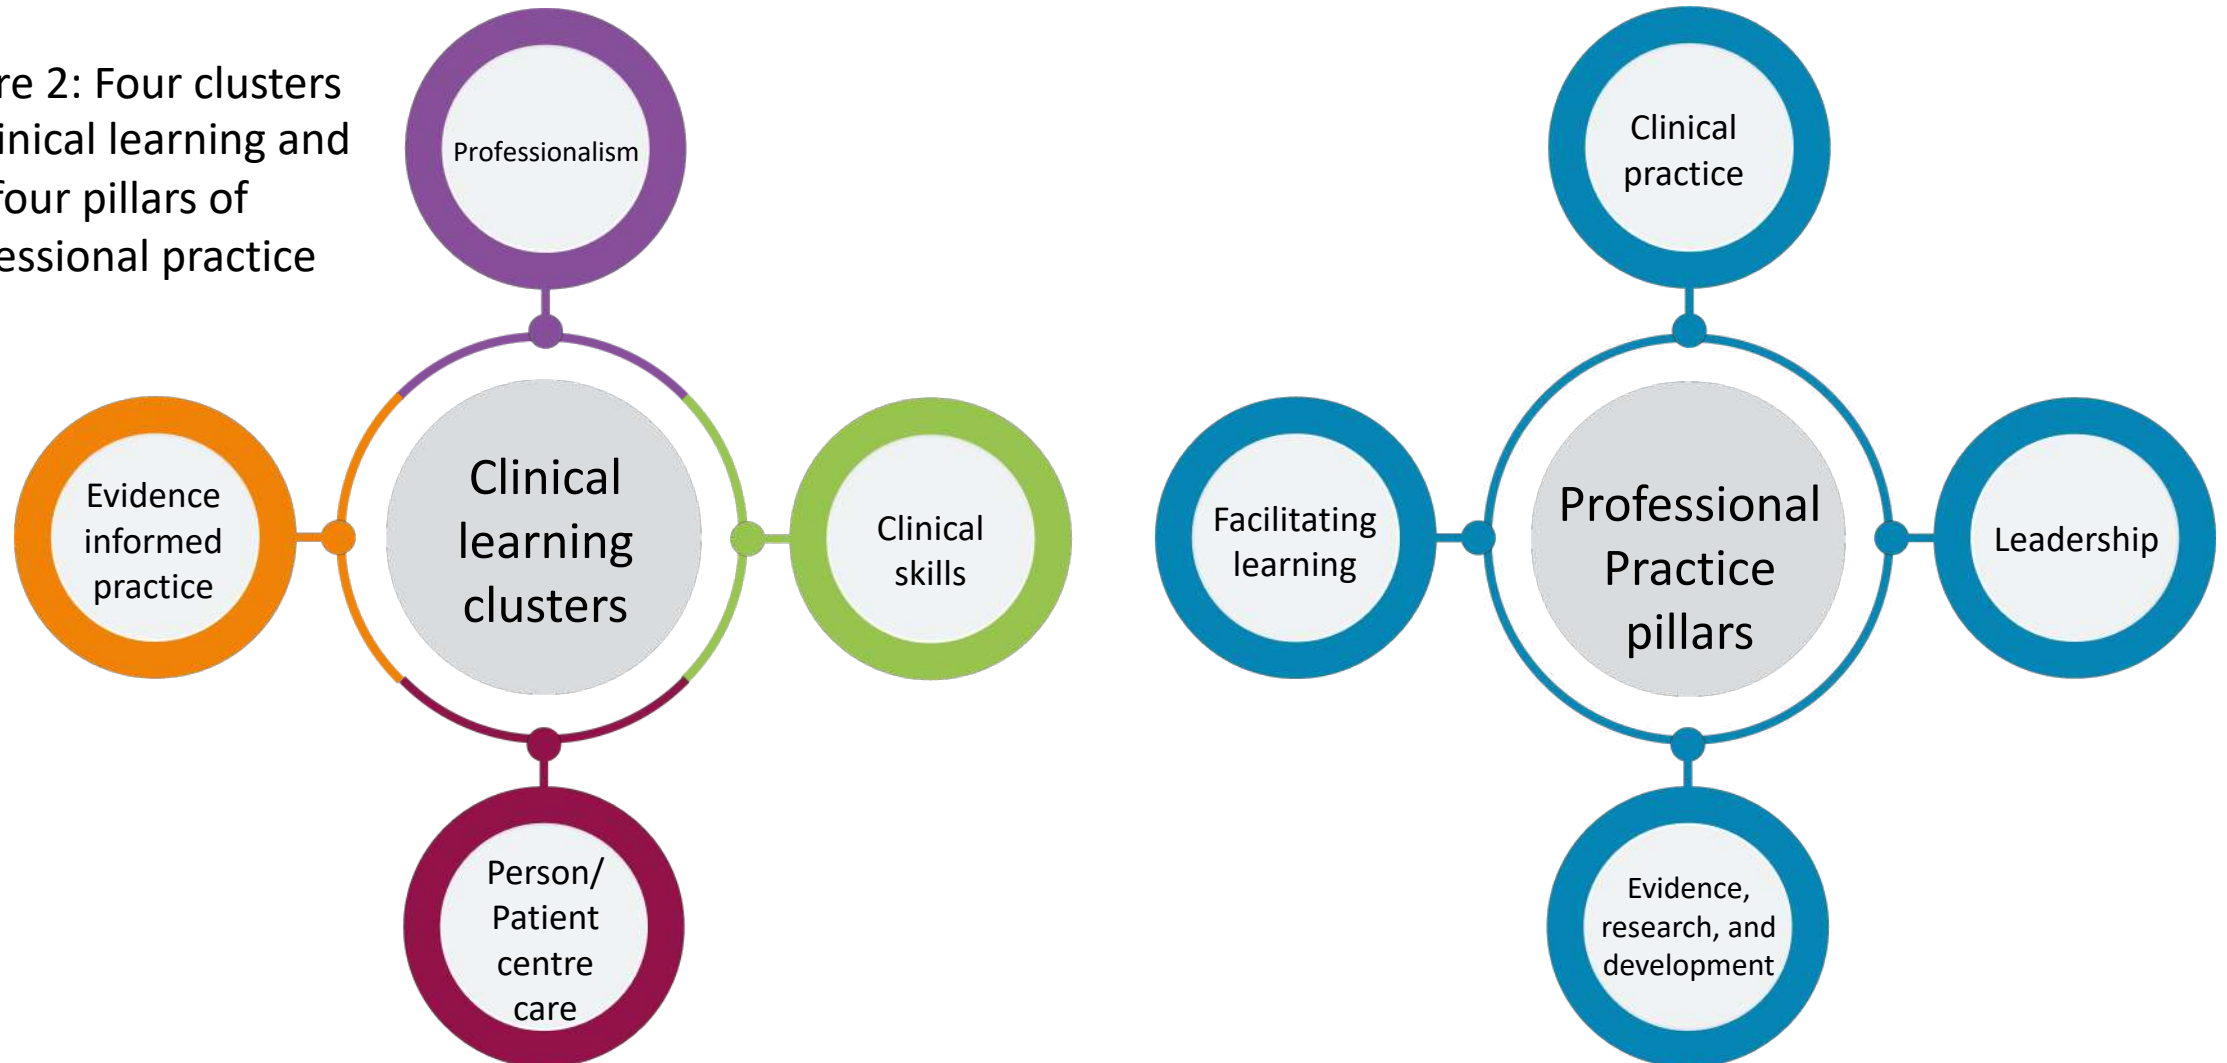 re 2: Four clusters
inical learning and
four pillars of
essional practice
Professionalism
Evidence
informed
practice
Clinical
learning
clusters
Clinical
skills
Person/
Patient
centre
care
Clinical
practice
Facilitating
learning
Professional
Practice
pillars
Leadership
Evidence,
research, and
development